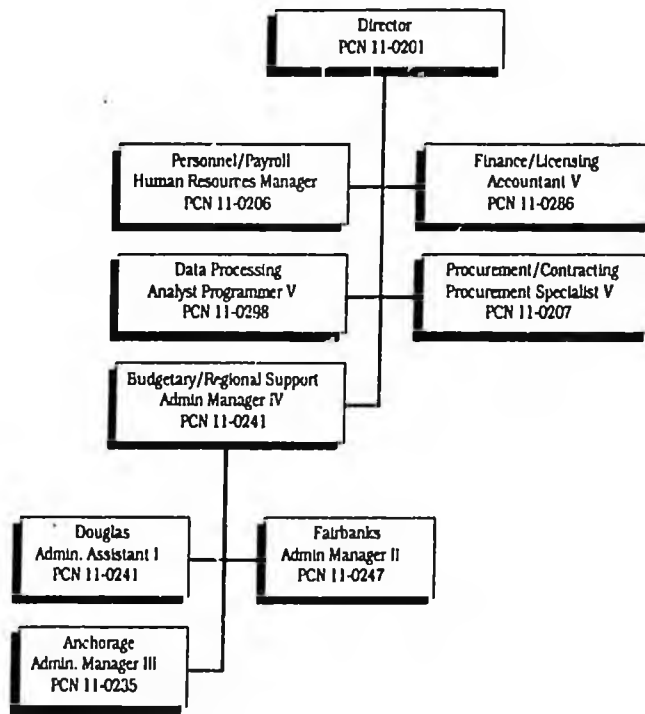 Director
PCN 11-0201
Personnel/Payroll
Human Resources Manager
PCN 11-0206
Finance/Licensing
Accountant V
PCN 11-0286
Data Processing
Analyst Programmer V
PCN 11-0298
Procurement/Contracting
Procurement Specialist V
PCN 11-0207
Budgetary/Regional Support
Admin Manager IV
PCN 11-0241
Douglas
Admin. Assistant I
PCN 11-0241
Fairbanks
Admin Manager II
PCN 11-0247
Anchorage
Admin. Manager III
PCN 11-0235